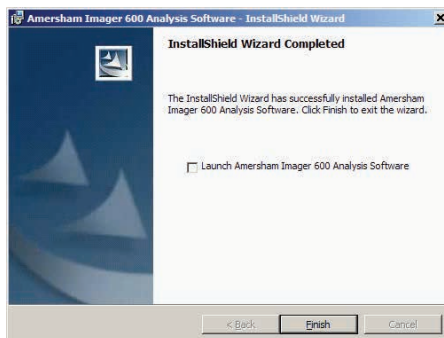 Amersham Imager 600 Analysis Software - InstallShield Wizard
InstallShield Wizard Completed
The InstallShield Wizard has successfully installed Amersham
Imager 600 Analysis Software. Click Finish to exit the wizard.
Launch Amersham Imager 600 Analysis Software
< Back
Finish
Cancel